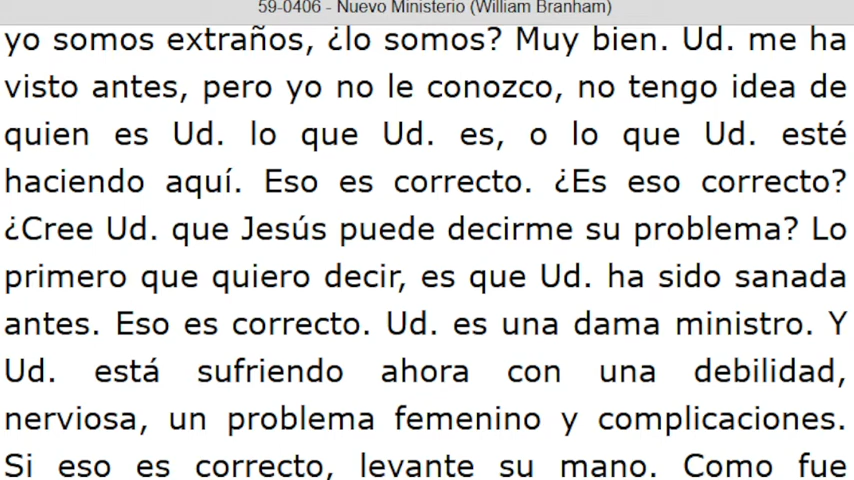 59-0406 - Nuevo Ministerio (William Branham)
yo somos extraños, ¿lo somos? Muy bien. Ud. me ha
visto antes, pero yo no le conozco, no tengo idea de
quien es Ud. lo que Ud. es, o lo que Ud. esté
haciendo aquí. Eso es correcto. ¿Es eso correcto?
¿Cree Ud. que Jesús puede decirme su problema? Lo
primero que quiero decir, es que Ud. ha sido sanada
antes. Eso es correcto. Ud. es una dama ministro. Y
Ud. está sufriendo ahora con una debilidad,
nerviosa, un problema femenino y complicaciones.
Si eso es correcto, levante su mano. Como fue